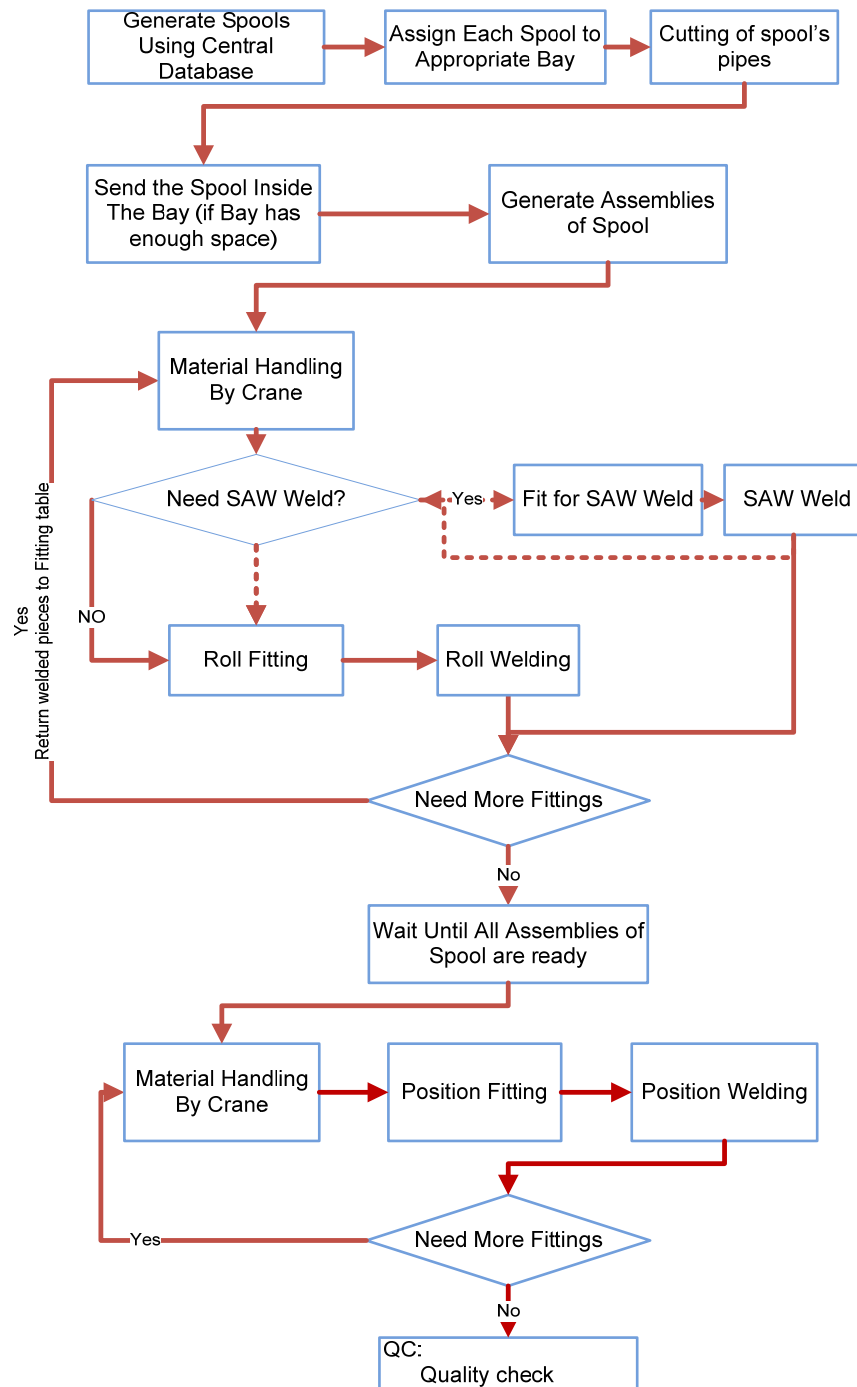 Generate Spools
Using Central
Database
Assign Each Spool to
Appropriate Bay
Cutting of spool’s
pipes
Send the Spool Inside
The Bay (if Bay has
enough space)
Generate Assemblies
of Spool
Material Handling
By Crane
Need SAW Weld?
Yes
Fit for SAW Weld
SAW Weld
NO
Yes
Return welded pieces to Fitting table
Roll Fitting
Roll Welding
Need More Fittings
No
Wait Until All Assemblies of
Spool are ready
Material Handling
By Crane
Position Fitting
Position Welding
Need More Fittings
Yes
No
QC:
Quality check